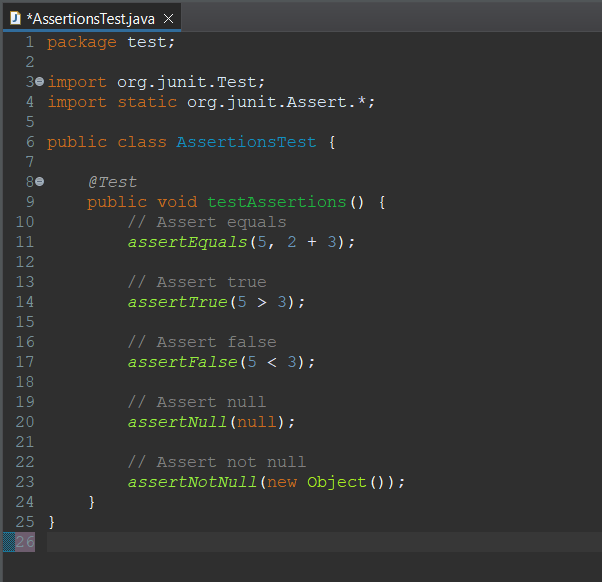 *AssertionsTest.java
1 package test;
2
3 import org.junit.Test;
4 import static org.junit.Assert.*;
5
6 public class AssertionsTest {
7
8     @Test
9     public void testAssertions() {
10         // Assert equals
11         assertEquals(5, 2 + 3);
12
13         // Assert true
14         assertTrue(5 > 3);
15
16         // Assert false
17         assertFalse(5 < 3);
18
19         // Assert null
20         assertNull(null);
21
22         // Assert not null
23         assertNotNull(new Object());
24     }
25 }
26